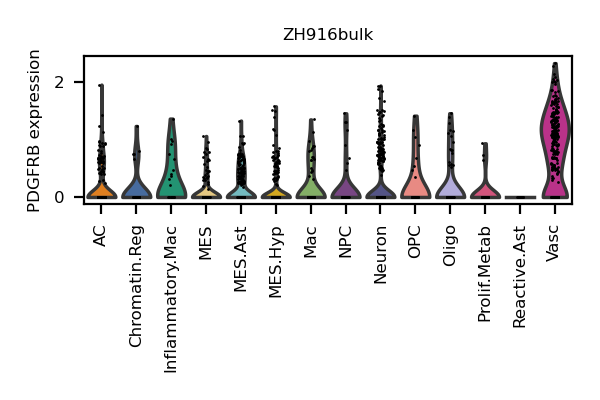 ZH916bulk
PDGFRB expression
2
0
AC
Chromatin.Reg
Inflammatory.Mac
MES
MES.Ast
MES.Hyp
Mac
NPC
Neuron
OPC
Oligo
Prolif.Metab
Reactive.Ast
Vasc